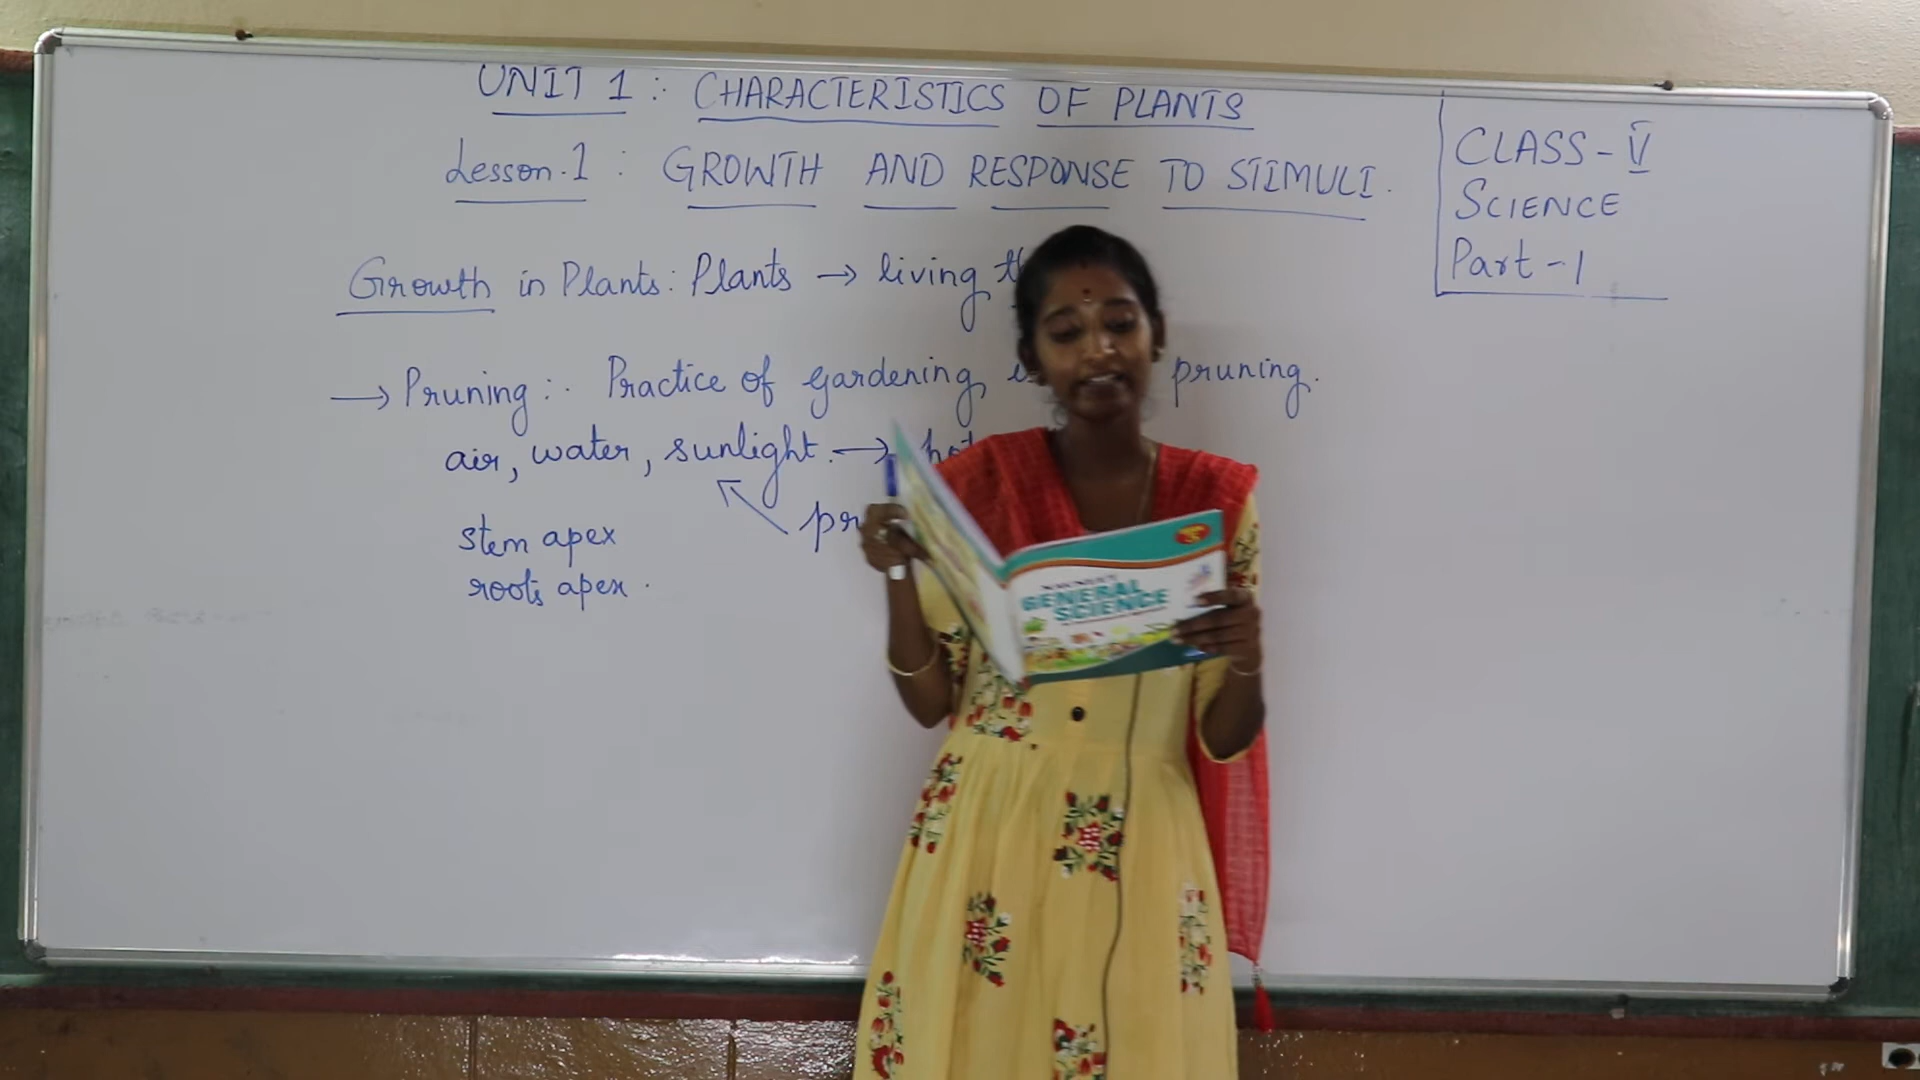 UNIT 1 : CHARACTERISTICS OF PLANTS
Lesson.1 : GROWTH AND RESPONSE TO STIMULI.
CLASS - V
SCIENCE
Part - 1
Growth in Plants: Plants → living
→ Pruning :. Practice of gardening pruning.
air, water, sunlight. →
stem apex
roots apex.
GENERAL
SCIENCE